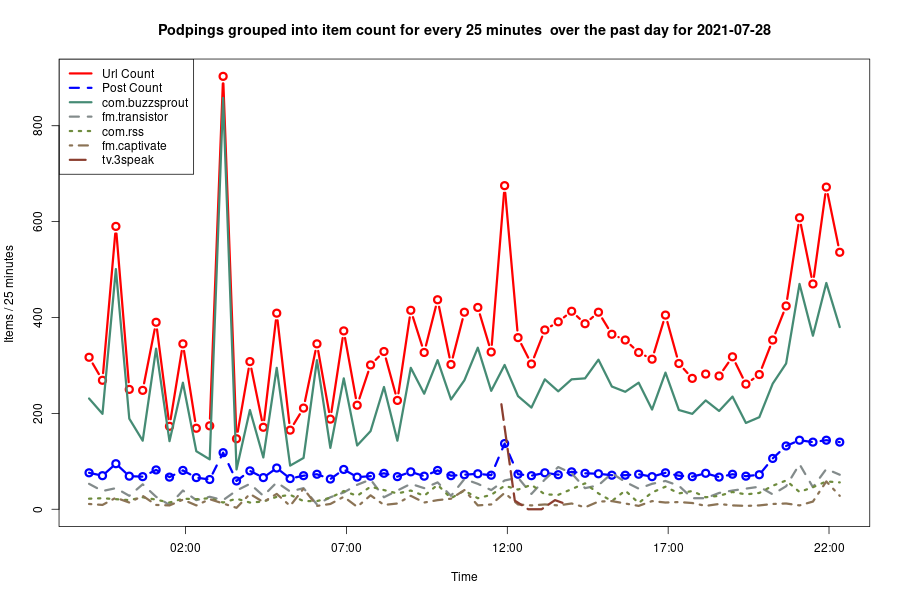 Podpings grouped into item count for every 25 minutes  over the past day for 2021-07-28
Url Count
Post Count
com.buzzsprout
fm.transistor
com.rss
fm.captivate
tv.3speak
Items / 25 minutes
800
600
400
200
0
02:00 07:00 12:00 17:00 22:00
Time